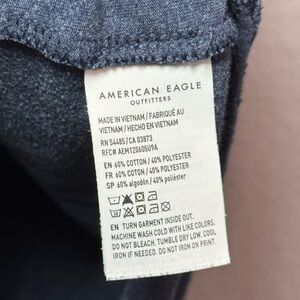 AMERICAN EAGLE
OUTFITTERS
MADE IN VIETNAM / FABRIQUÉ AU
VIETNAM / HECHO EN VIETNAM
RN 54485/CA 03873
RFC# AEM120605U9A
EN 60% COTTON / 40% POLYESTER
FR 60% COTON / 40% POLYESTER
SP 60% algodón / 40% poliéster
EN: TURN GARMENT INSIDE OUT.
MACHINE WASH COLD WITH LIKE COLORS.
DO NOT BLEACH. TUMBLE DRY LOW, COOL
IRON IF NEEDED. DO NOT IRON ON PRINT.